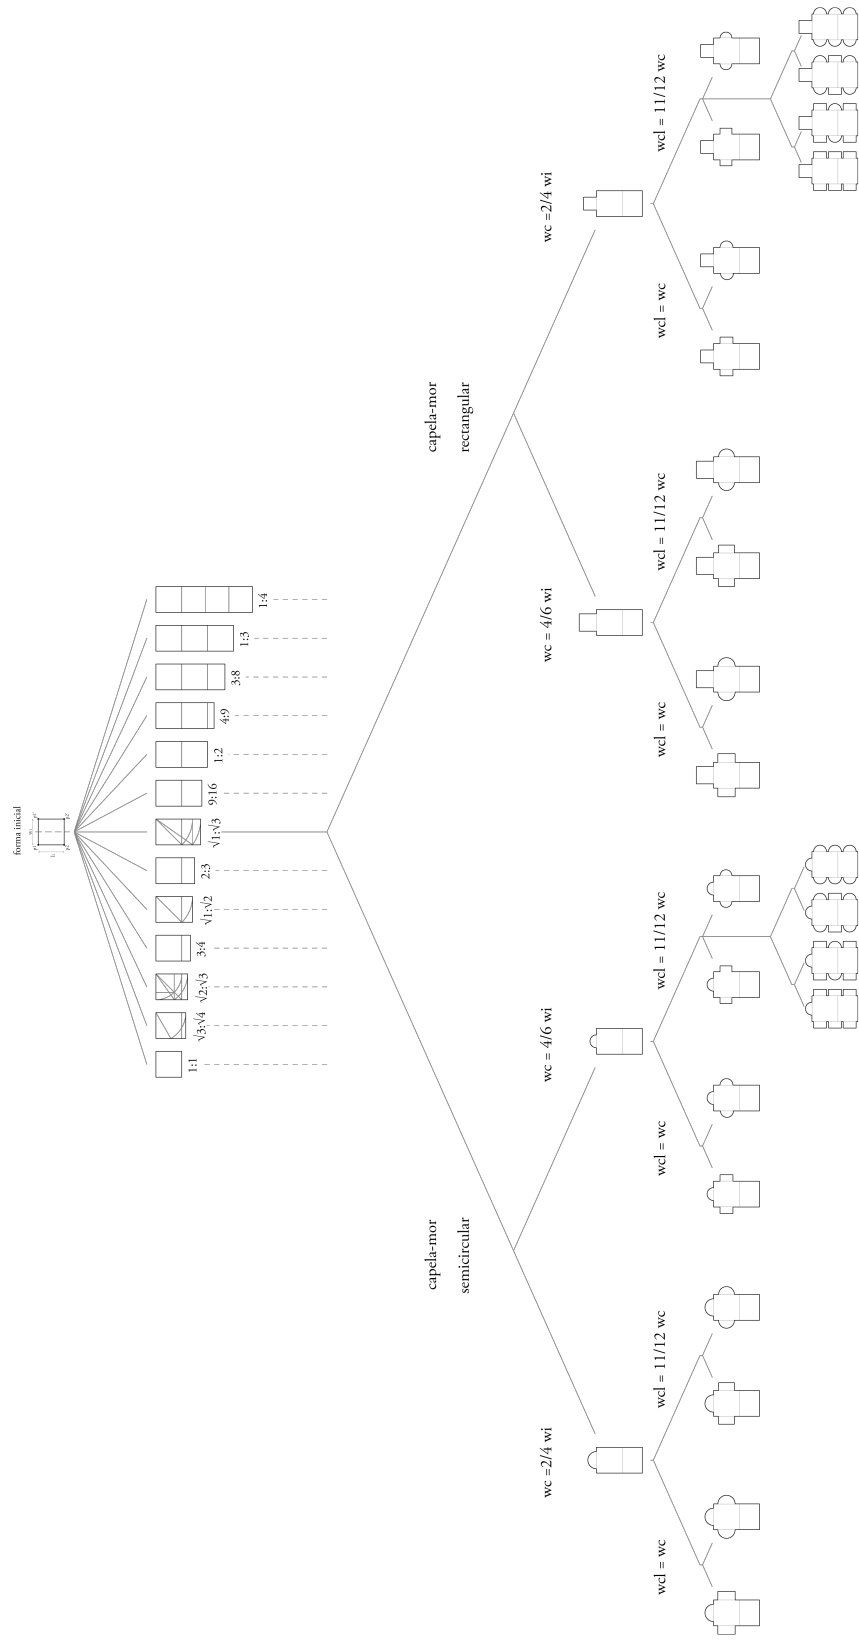 forma inicial
1:1
√3:√4
√2:√3
3:4
√1:√2
2:3
√1:√3
9:16
1:2
4:9
3:8
1:3
1:4
capela-mor
semicircular
capela-mor
rectangular
wc =2/4 wi
wc = 4/6 wi
wc = 4/6 wi
wc =2/4 wi
wcl = wc
wcl = 11/12 wc
wcl = wc
wcl = 11/12 wc
wcl = wc
wcl = 11/12 wc
wcl = wc
wcl = 11/12 wc